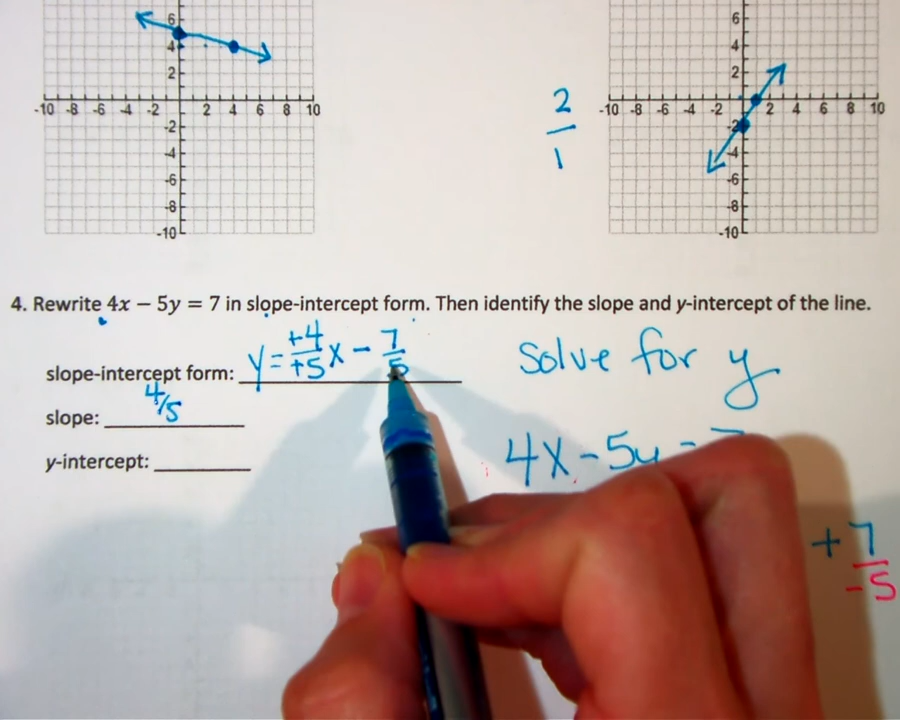 6
4
2
-10 -8 -6 -4 -2 2 4 6 8 10
-2
-4
-6
-8
-10
2
1
6
4
2
-10 -8 -6 -4 -2 2 4 6 8 10
-2
-4
-6
-8
-10
4. Rewrite 4x − 5y = 7 in slope-intercept form. Then identify the slope and y-intercept of the line.
slope-intercept form: y = +4/+5 x - 7/5
slope: 4/5
y-intercept:
Solve for y
4x - 5y
+ 7/-5